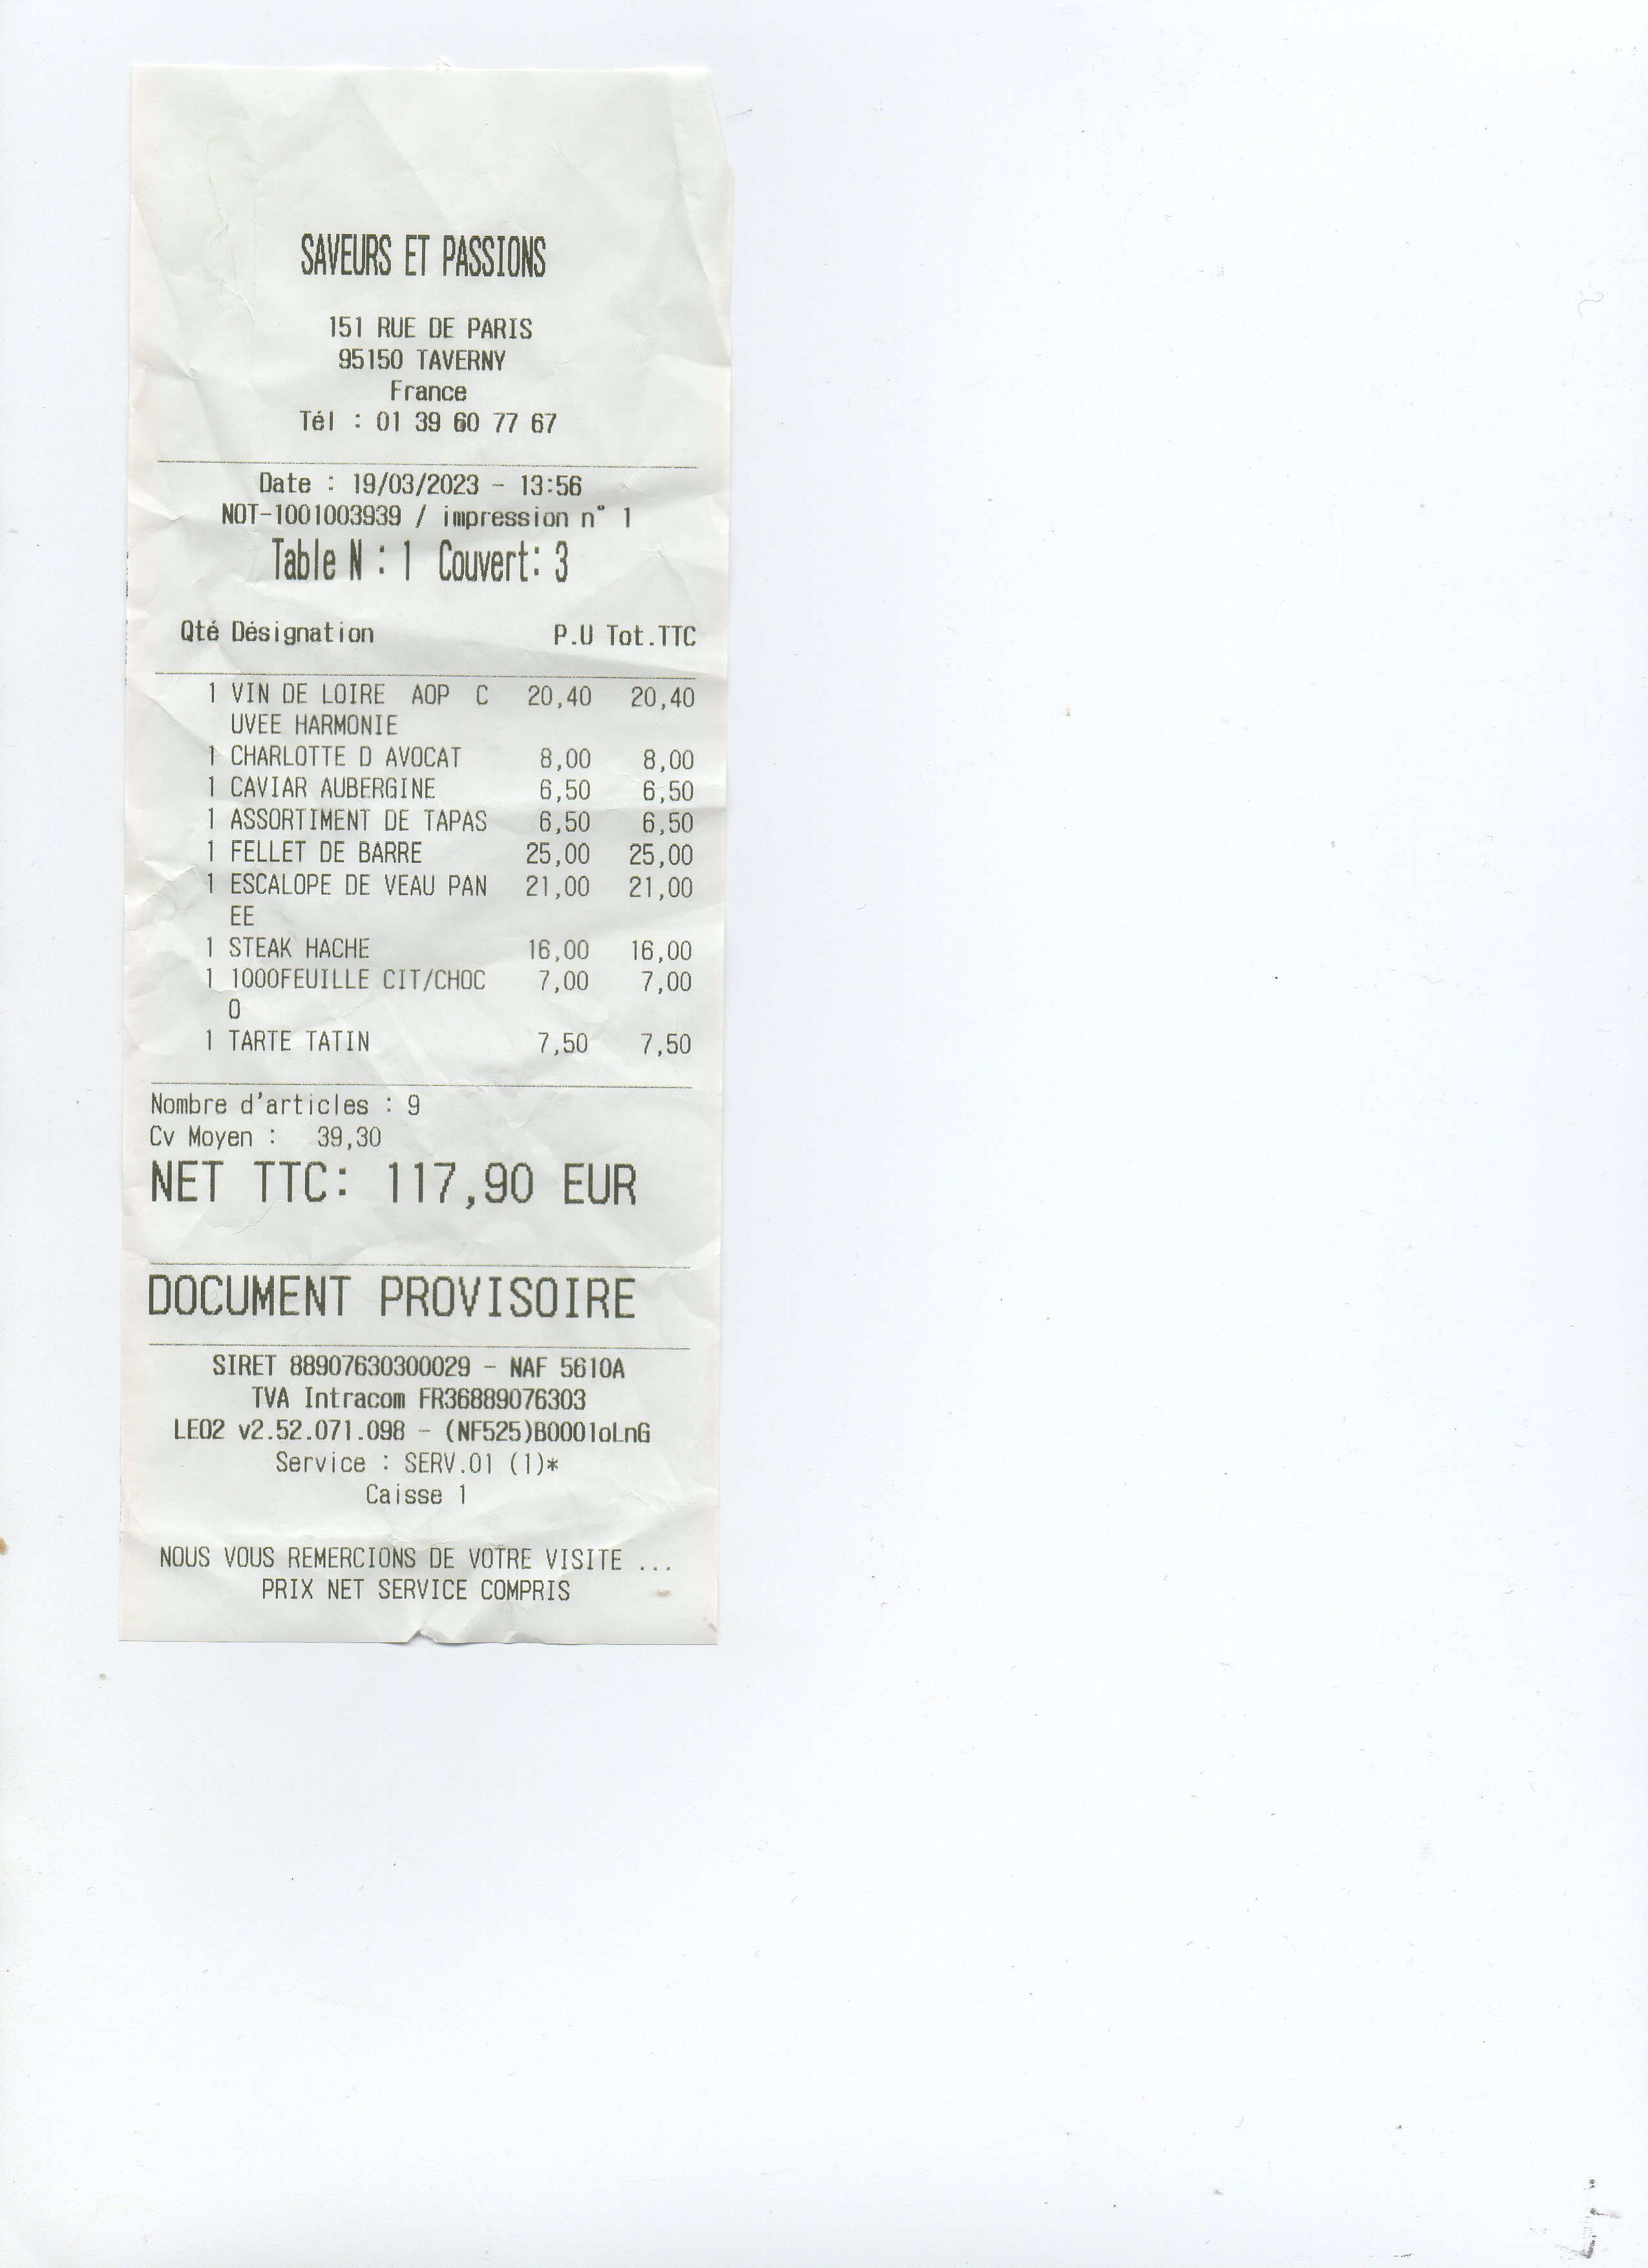 SAVEURS ET PASSIONS
151 RUE DE PARIS
95150 TAVERNY
France
Tél : 01 39 60 77 67
Date : 19/03/2023 - 13:56
NOT-1001003939 / impression n° 1
Table N : 1 Couvert: 3
Qté Désignation P.U Tot.TTC
1 VIN DE LOIRE AOP C 20,40 20,40
UVEE HARMONIE
1 CHARLOTTE D AVOCAT 8,00 8,00
1 CAVIAR AUBERGINE 6,50 6,50
1 ASSORTIMENT DE TAPAS 6,50 6,50
1 FELLET DE BARRE 25,00 25,00
1 ESCALOPE DE VEAU PAN 21,00 21,00
EE
1 STEAK HACHE 16,00 16,00
1 1000FEUILLE CIT/CHOC 7,00 7,00
O
1 TARTE TATIN 7,50 7,50
Nombre d'articles : 9
Cv Moyen : 39,30
NET TTC: 117,90 EUR
DOCUMENT PROVISOIRE
SIRET 88907630300029 - NAF 5610A
TVA Intracom FR36889076303
LEO2 v2.52.071.098 - (NF525)B0001oLnG
Service : SERV.01 (1)*
Caisse 1
NOUS VOUS REMERCIONS DE VOTRE VISITE ...
PRIX NET SERVICE COMPRIS